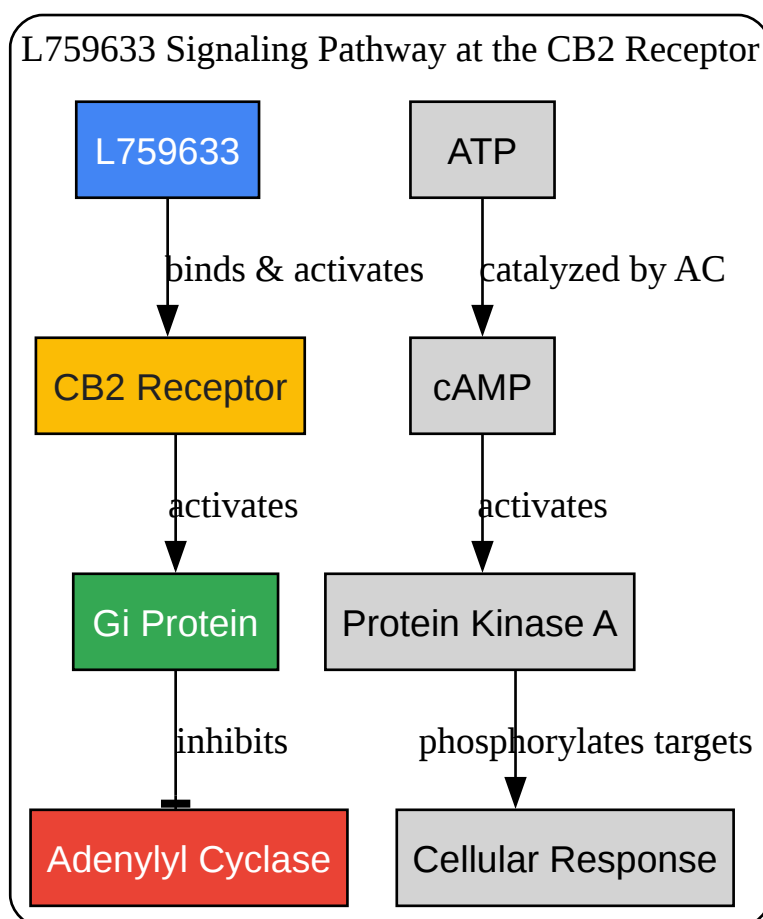 L759633 Signaling Pathway at the CB2 Receptor
L759633
ATP
binds & activates
catalyzed by AC
CB2 Receptor
cAMP
activates
activates
Gi Protein
Protein Kinase A
inhibits
phosphorylates targets
Adenylyl Cyclase
Cellular Response